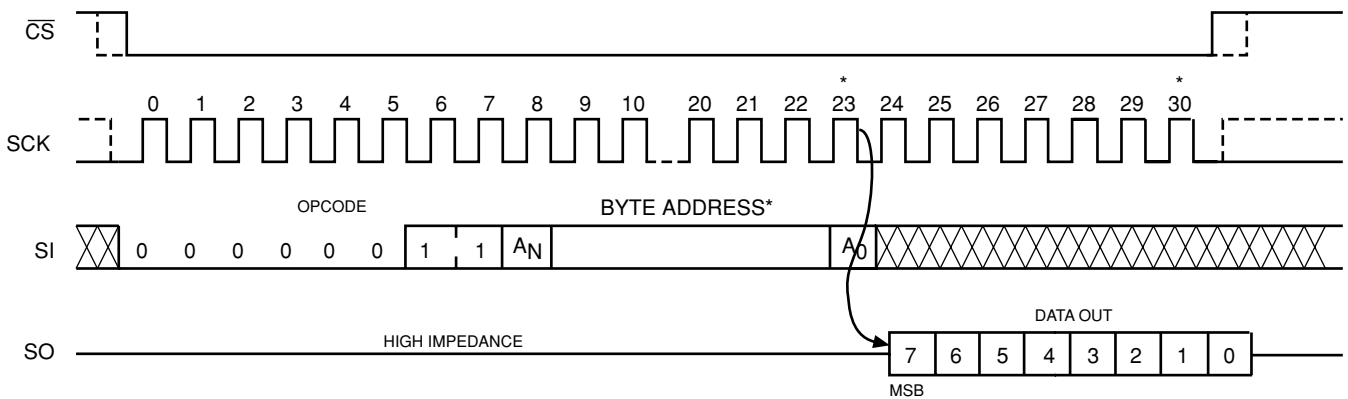 CS
* *
0 1 2 3 4 5 6 7 8 9 10 20 21 22 23 24 25 26 27 28 29 30
SCK
OPCODE BYTE ADDRESS*
SI 0 0 0 0 0 0 1 1 AN A0
DATA OUT
HIGH IMPEDANCE
SO 7 6 5 4 3 2 1 0
MSB